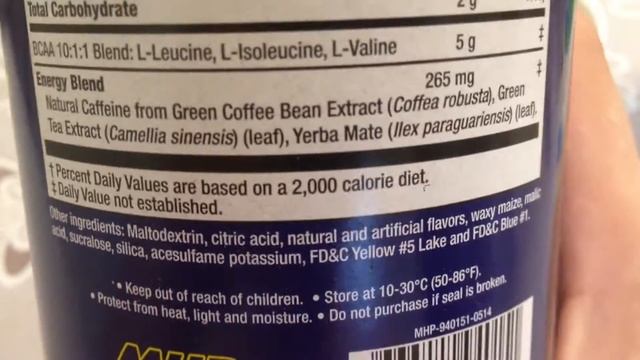 Total Carbohydrate 2 g ‡
BCAA 10:1:1 Blend: L-Leucine, L-Isoleucine, L-Valine 5 g ‡
Energy Blend 265 mg ‡
Natural Caffeine from Green Coffee Bean Extract (Coffea robusta), Green
Tea Extract (Camellia sinensis) (leaf), Yerba Mate (Ilex paraguariensis) (leaf).
† Percent Daily Values are based on a 2,000 calorie diet.
‡ Daily Value not established.
Other ingredients: Maltodextrin, citric acid, natural and artificial flavors, waxy maize, malic
acid, sucralose, silica, acesulfame potassium, FD&C Yellow #5 Lake and FD&C Blue #1.
• Keep out of reach of children. • Store at 10-30°C (50-86°F).
• Protect from heat, light and moisture. • Do not purchase if seal is broken.
MHP-940151-0514